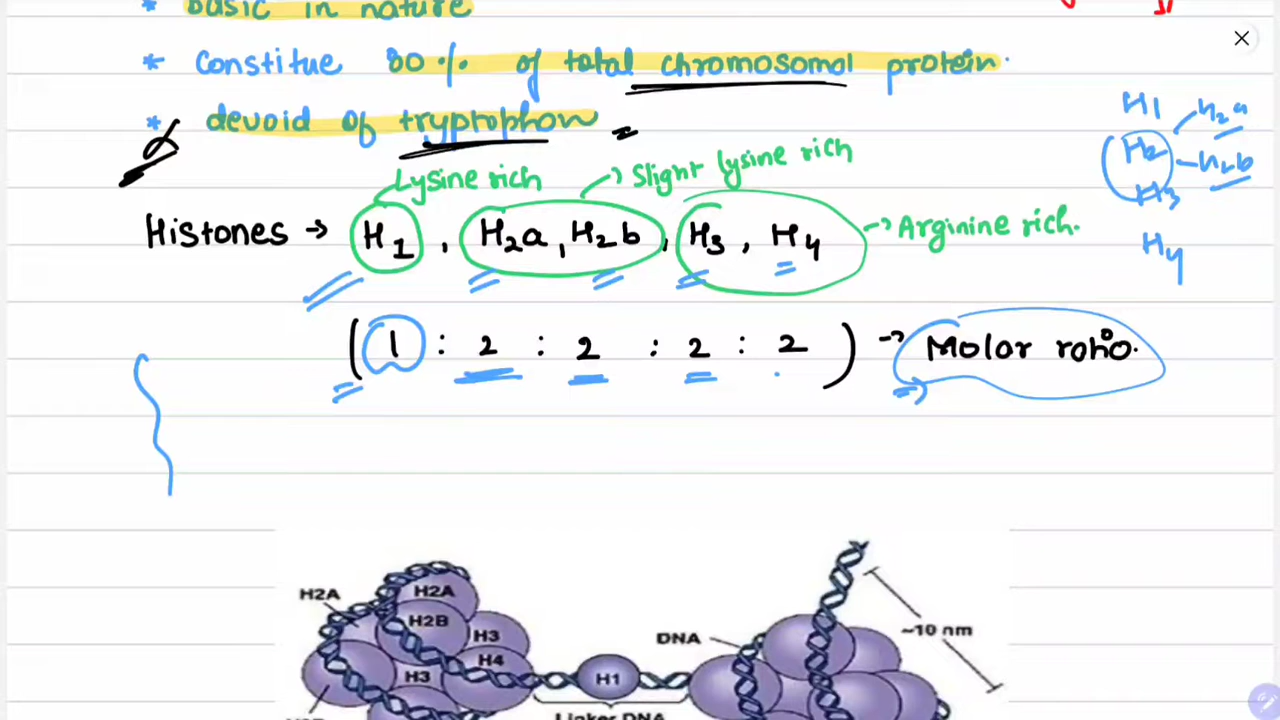 * basic in nature
* Constitue 80% of total chromosomal protein.
* devoid of tryptophon
H1
H2
h2a
h2b
H3
H4
Lysine rich
Slight lysine rich
Histones → H1 , H2a , H2b , H3 , H4
→ Arginine rich.
( 1 : 2 : 2 : 2 : 2 ) → Molar ratio.
H2A
H2A
H2B
H3
H4
H3
H1
DNA
~10 nm
Linker DNA